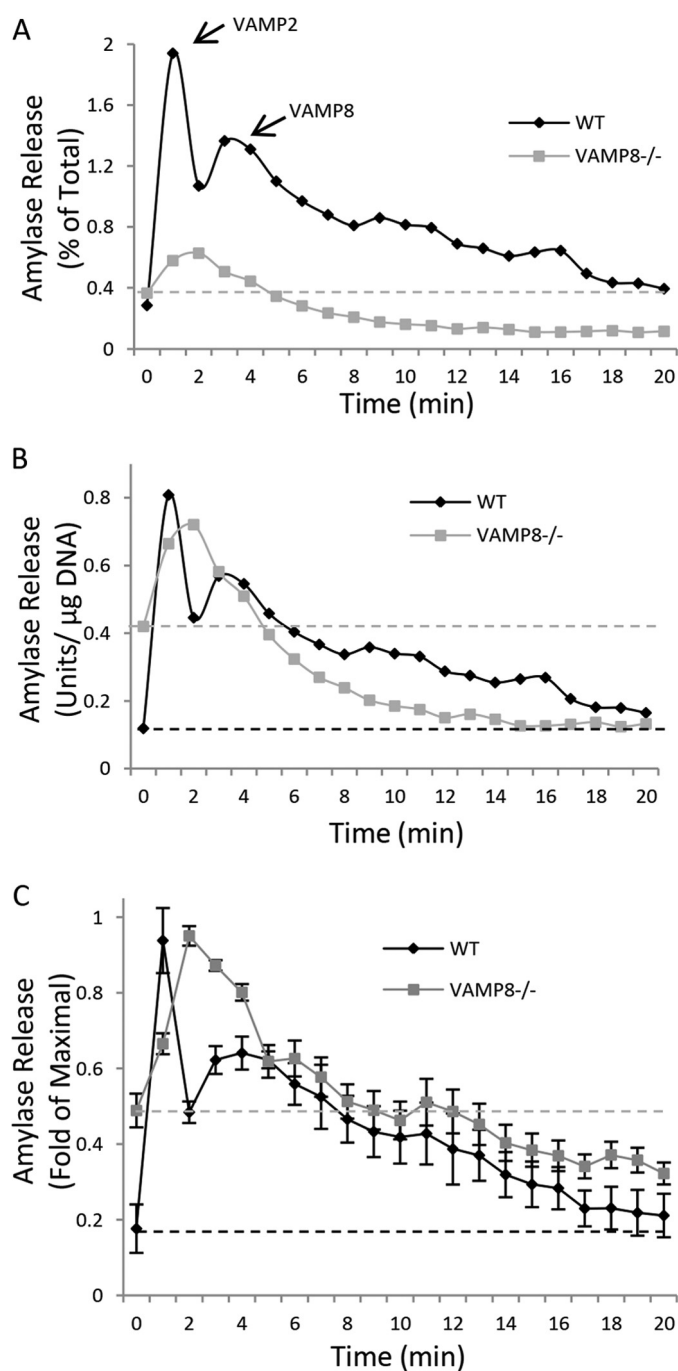 A
VAMP2
VAMP8
WT
VAMP8-/-
Amylase Release
(% of Total)
2
1.6
1.2
0.8
0.4
0
0 2 4 6 8 10 12 14 16 18 20
Time (min)
B
WT
VAMP8-/-
Amylase Release
(Units/ µg DNA)
0.8
0.6
0.4
0.2
0
0 2 4 6 8 10 12 14 16 18 20
Time (min)
C
WT
VAMP8-/-
Amylase Release
(Fold of Maximal)
1
0.8
0.6
0.4
0.2
0
0 2 4 6 8 10 12 14 16 18 20
Time (min)